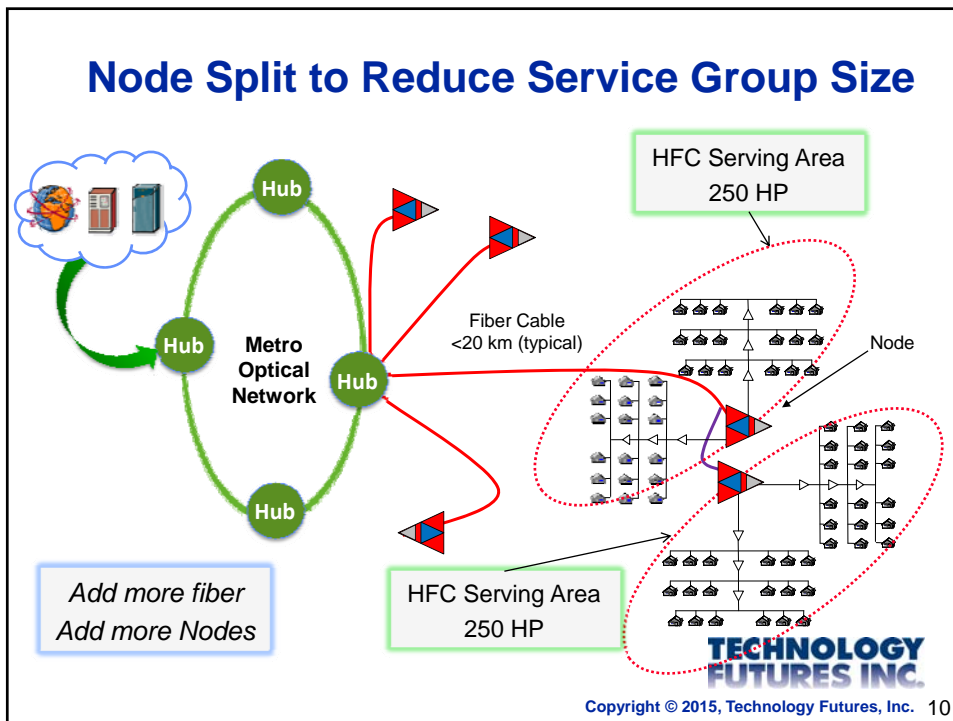 Node Split to Reduce Service Group Size
HFC Serving Area
250 HP
Hub
Fiber Cable
<20 km (typical)
Node
Hub
Metro
Optical
Network
Hub
Hub
Add more fiber
Add more Nodes
HFC Serving Area
250 HP
TECHNOLOGY
FUTURES INC.
Copyright © 2015, Technology Futures, Inc. 10